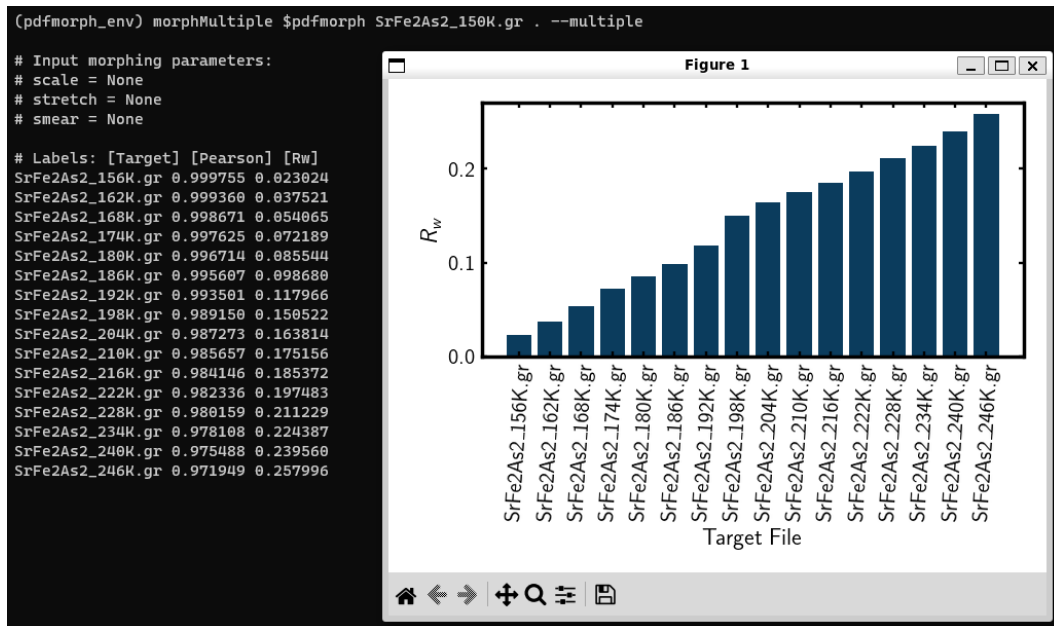 (pdfmorph_env) morphMultiple $pdfmorph SrFe2As2_150K.gr . --multiple
# Input morphing parameters:
# scale = None
# stretch = None
# smear = None
# Labels: [Target] [Pearson] [Rw]
SrFe2As2_156K.gr 0.999755 0.023024
SrFe2As2_162K.gr 0.999360 0.037521
SrFe2As2_168K.gr 0.998671 0.054065
SrFe2As2_174K.gr 0.997625 0.072189
SrFe2As2_180K.gr 0.996714 0.085544
SrFe2As2_186K.gr 0.995607 0.098680
SrFe2As2_192K.gr 0.993501 0.117966
SrFe2As2_198K.gr 0.989150 0.150522
SrFe2As2_204K.gr 0.987273 0.163814
SrFe2As2_210K.gr 0.985657 0.175156
SrFe2As2_216K.gr 0.984146 0.185372
SrFe2As2_222K.gr 0.982336 0.197483
SrFe2As2_228K.gr 0.980159 0.211229
SrFe2As2_234K.gr 0.978108 0.224387
SrFe2As2_240K.gr 0.975488 0.239560
SrFe2As2_246K.gr 0.971949 0.257996
Figure 1
0.2
0.1
0.0
Rw
SrFe2As2_156K.gr
SrFe2As2_162K.gr
SrFe2As2_168K.gr
SrFe2As2_174K.gr
SrFe2As2_180K.gr
SrFe2As2_186K.gr
SrFe2As2_192K.gr
SrFe2As2_198K.gr
SrFe2As2_204K.gr
SrFe2As2_210K.gr
SrFe2As2_216K.gr
SrFe2As2_222K.gr
SrFe2As2_228K.gr
SrFe2As2_234K.gr
SrFe2As2_240K.gr
SrFe2As2_246K.gr
Target File